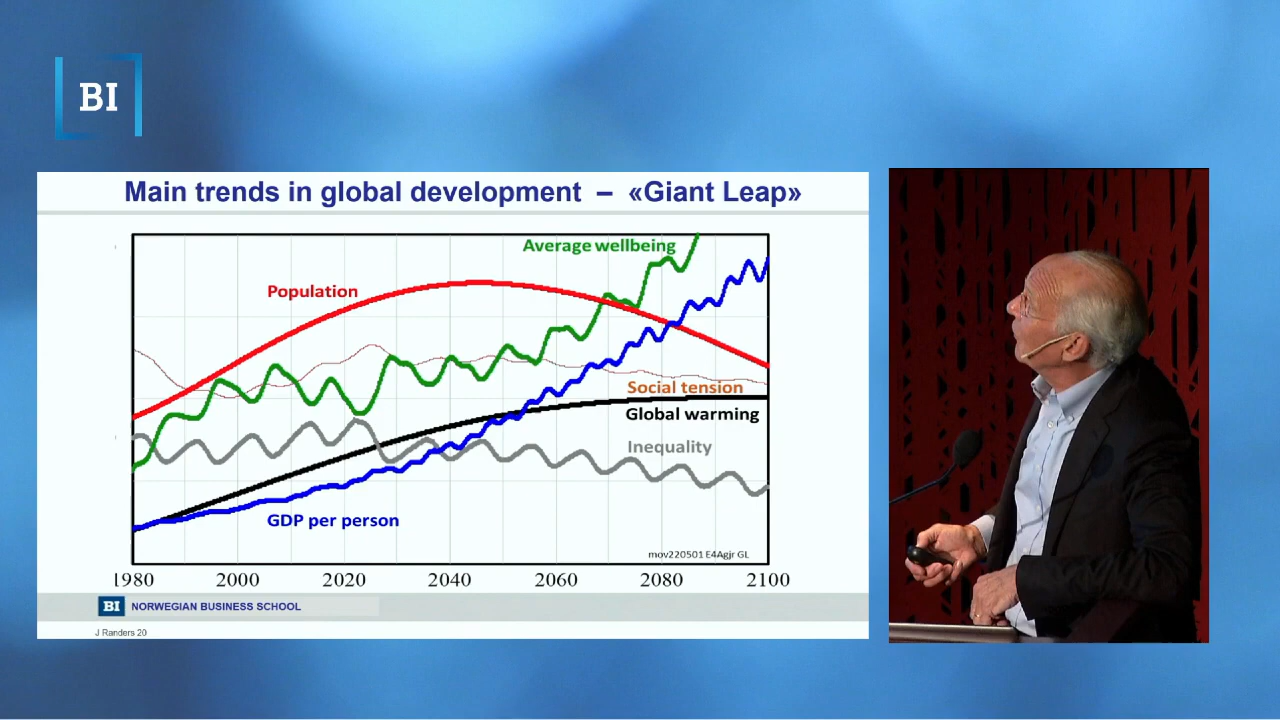 BI
Main trends in global development – «Giant Leap»
Average wellbeing
Population
Social tension
Global warming
Inequality
GDP per person
mov220501 E4Agjr GL
1980 2000 2020 2040 2060 2080 2100
BI NORWEGIAN BUSINESS SCHOOL
J Randers 20